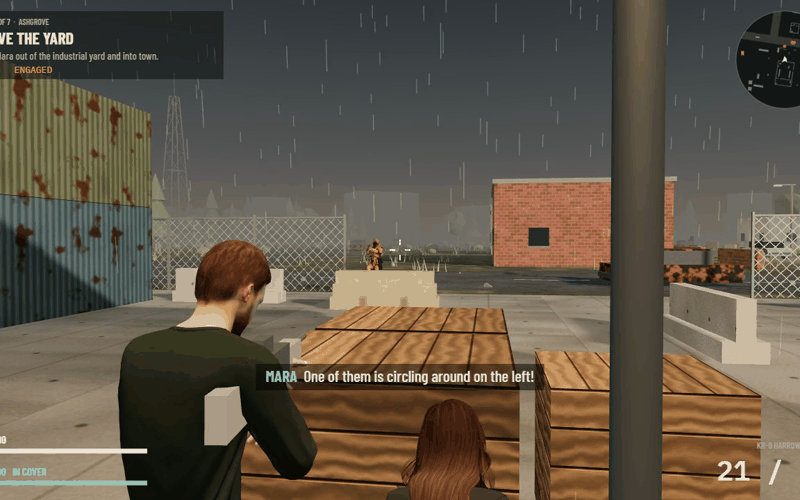 OF 7 · ASHGROVE
VE THE YARD
Mara out of the industrial yard and into town.
ENGAGED
MARA One of them is circling around on the left!
IN COVER
21 /